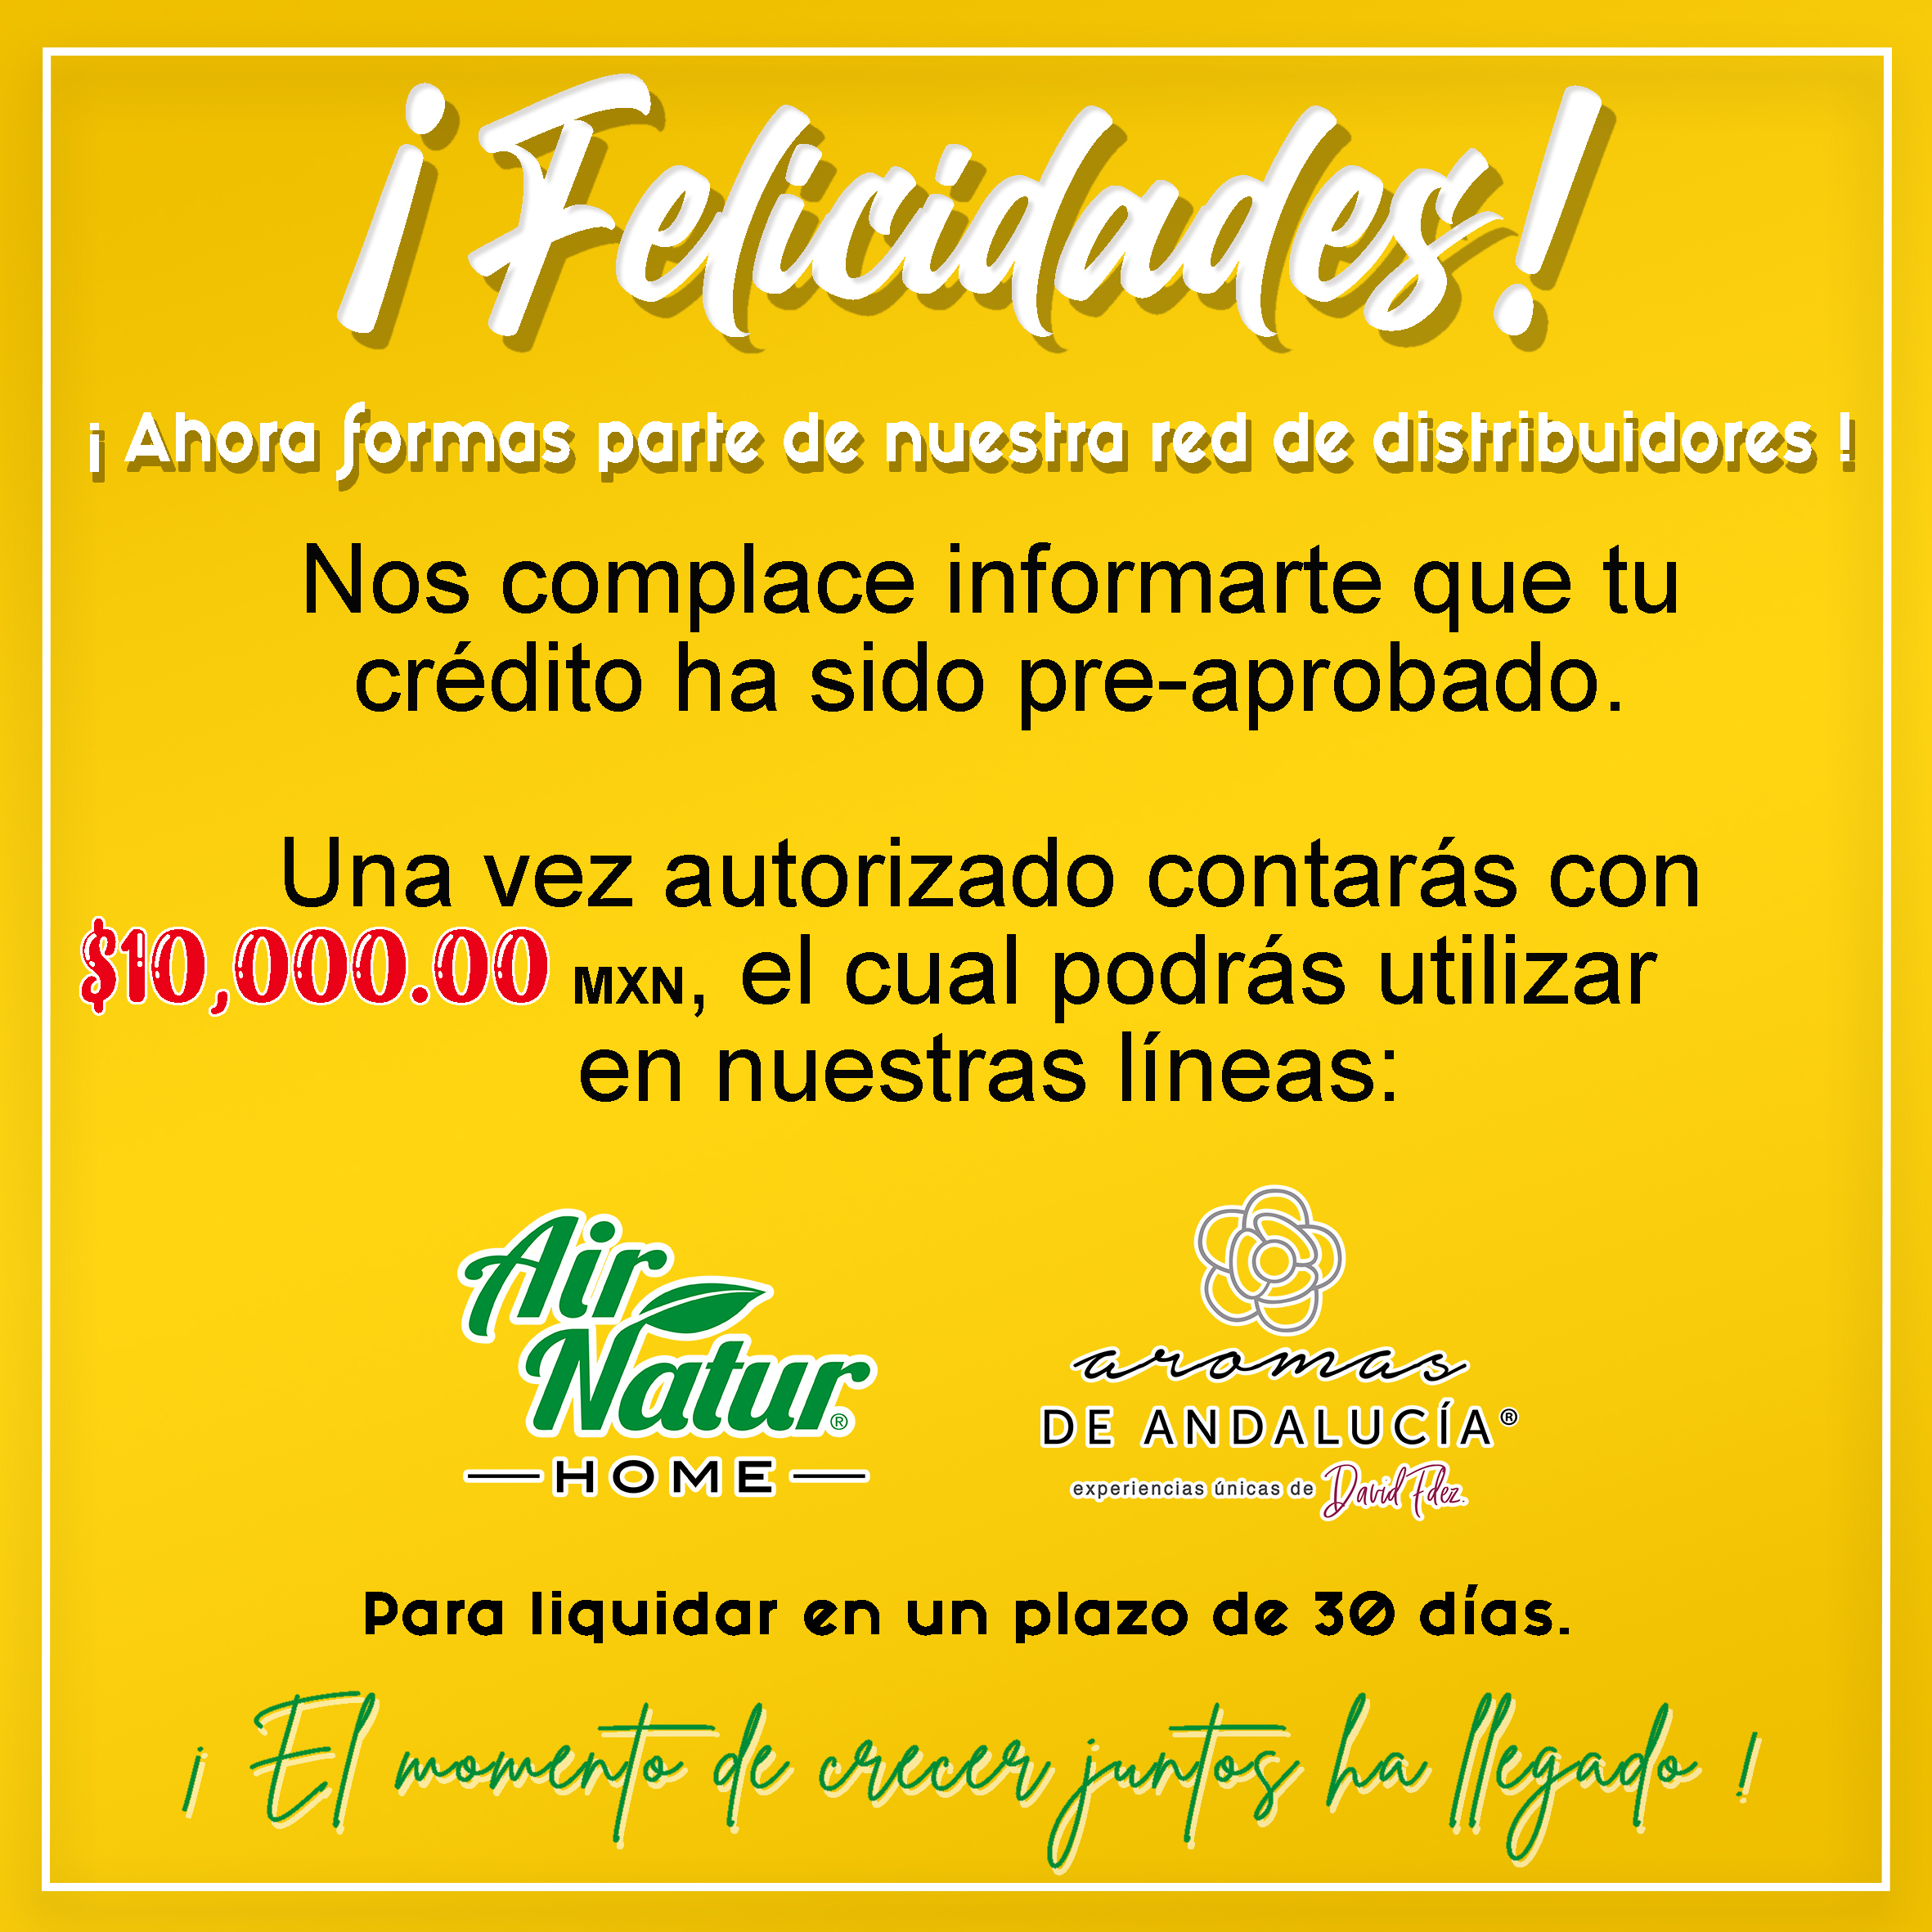 ¡Felicidades!
¡ Ahora formas parte de nuestra red de distribuidores !
Nos complace informarte que tu
crédito ha sido pre-aprobado.
Una vez autorizado contarás con
$10,000.00 MXN, el cual podrás utilizar
en nuestras líneas:
Air
Natur®
HOME
aromas
DE ANDALUCÍA®
experiencias únicas de David Fdez.
Para liquidar en un plazo de 30 días.
¡ El momento de crecer juntos ha llegado !